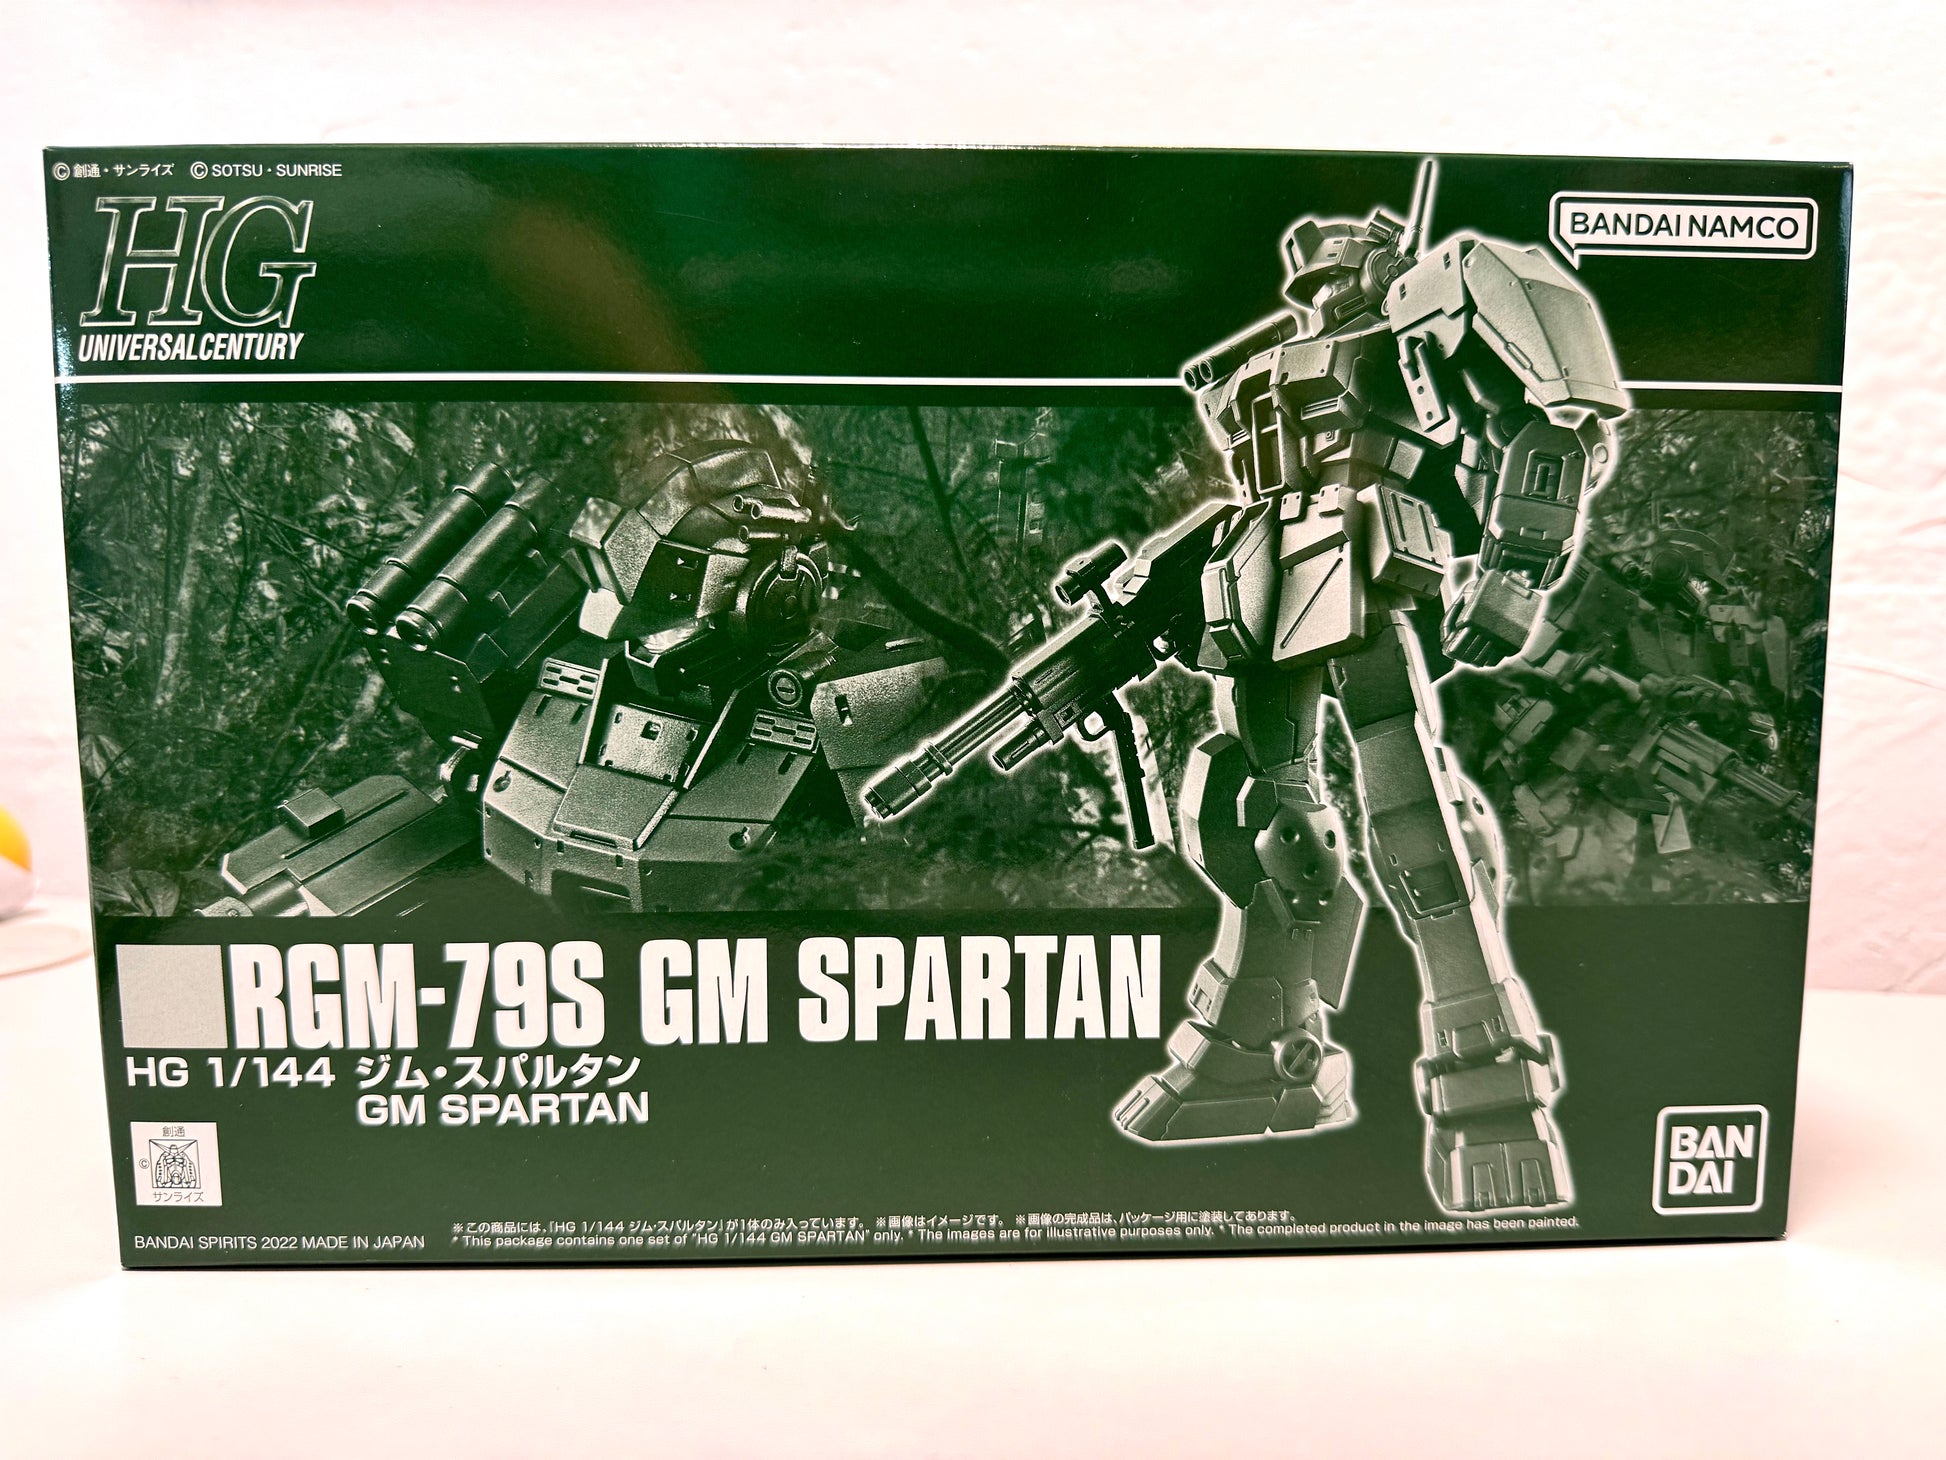 ©創通・サンライズ ©SOTSU・SUNRISE
HG
UNIVERSALCENTURY
BANDAI NAMCO
RGM-79S GM SPARTAN
HG 1/144 ジム・スパルタン
GM SPARTAN
創通
©
サンライズ
BAN
DAI
BANDAI SPIRITS 2022 MADE IN JAPAN
※この商品には、「HG 1/144 ジム・スパルタン」が1体のみ入っています。 ※画像はイメージです。 ※画像の完成品は、パッケージ用に塗装してあります。
* This package contains one set of "HG 1/144 GM SPARTAN" only. * The images are for illustrative purposes only. * The completed product in the image has been painted.